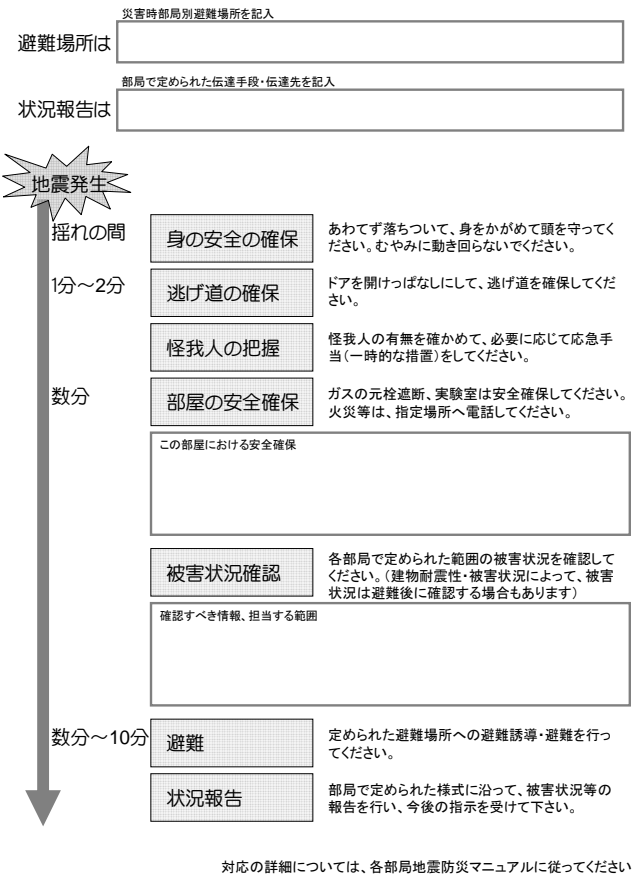 災害時部局別避難場所を記入
避難場所は
部局で定められた伝達手段・伝達先を記入
状況報告は
地震発生
揺れの間
身の安全の確保
あわてず落ちついて、身をかがめて頭を守ってく
ださい。むやみに動き回らないでください。
1分～2分
逃げ道の確保
ドアを開けっぱなしにして、逃げ道を確保してくだ
さい。
怪我人の把握
怪我人の有無を確かめて、必要に応じて応急手
当（一時的な措置）をしてください。
数分
部屋の安全確保
ガスの元栓遮断、実験室は安全確保してください。
火災等は、指定場所へ電話してください。
この部屋における安全確保
被害状況確認
各部局で定められた範囲の被害状況を確認して
ください。（建物耐震性・被害状況によって、被害
状況は避難後に確認する場合もあります）
確認すべき情報、担当する範囲
数分～10分
避難
定められた避難場所への避難誘導・避難を行っ
てください。
状況報告
部局で定められた様式に沿って、被害状況等の
報告を行い、今後の指示を受けて下さい。
対応の詳細については、各部局地震防災マニュアルに従ってください